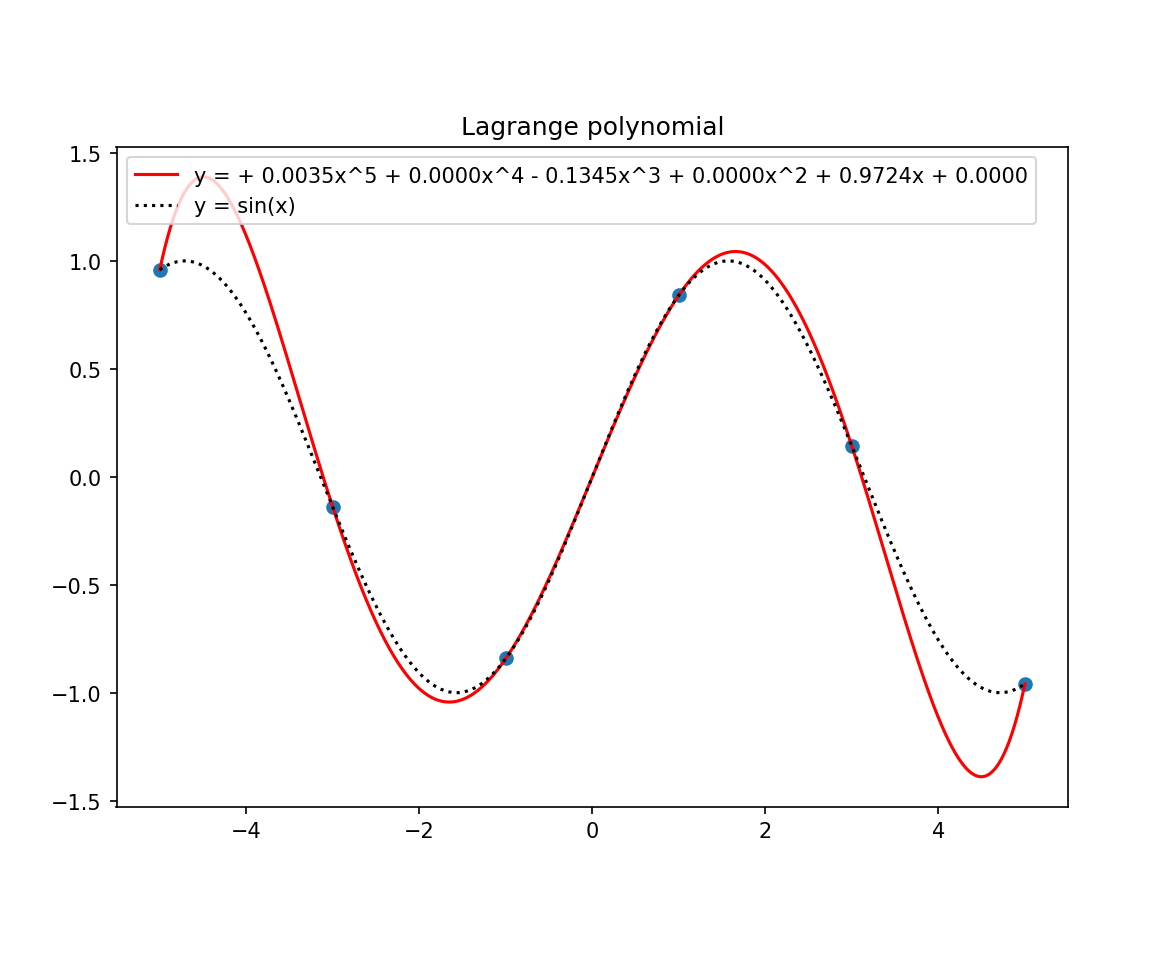 Lagrange polynomial
1.5
1.0
0.5
0.0
−0.5
−1.0
−1.5
y = + 0.0035x^5 + 0.0000x^4 - 0.1345x^3 + 0.0000x^2 + 0.9724x + 0.0000
y = sin(x)
−4 −2 0 2 4